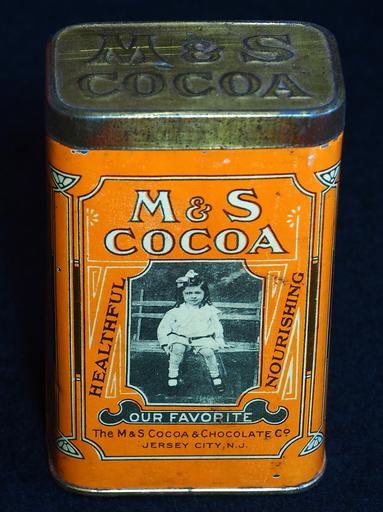 M & S
COCOA
M & S
COCOA
HEALTHFUL
NOURISHING
OUR FAVORITE
The M & S COCOA & CHOCOLATE Co
JERSEY CITY, N.J.